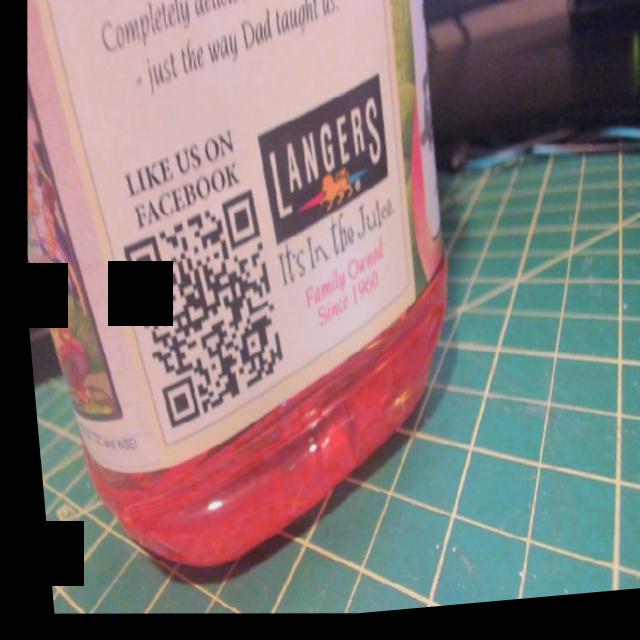 Completely
- just the way Dad taught us.
LIKE US ON
FACEBOOK
LANGERS
It's In the Juice
Family Owned
Since 1960